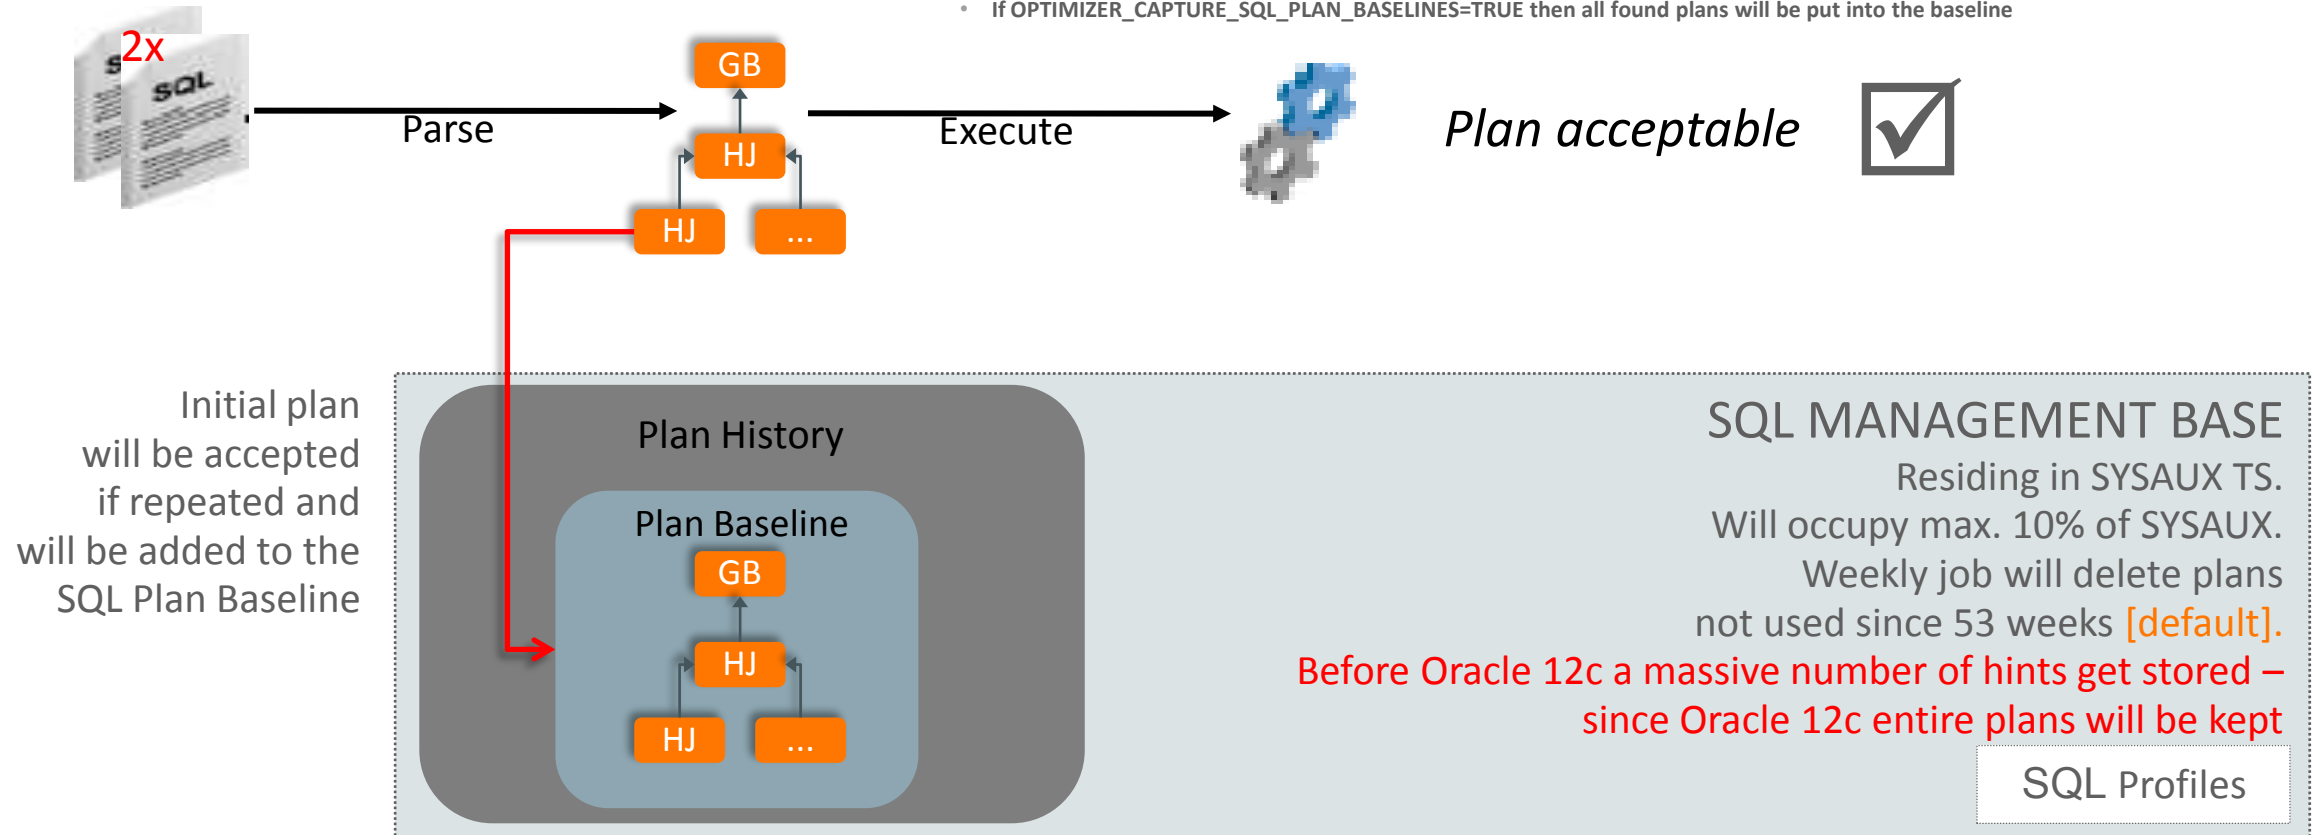 • If OPTIMIZER_CAPTURE_SQL_PLAN_BASELINES=TRUE then all found plans will be put into the baseline
2x
SQL
GB
Parse
Execute
Plan acceptable
HJ
HJ
...
Initial plan
will be accepted
if repeated and
will be added to the
SQL Plan Baseline
Plan History
Plan Baseline
GB
HJ
HJ
...
SQL MANAGEMENT BASE
Residing in SYSAUX TS.
Will occupy max. 10% of SYSAUX.
Weekly job will delete plans
not used since 53 weeks [default].
Before Oracle 12c a massive number of hints get stored –
since Oracle 12c entire plans will be kept
SQL Profiles